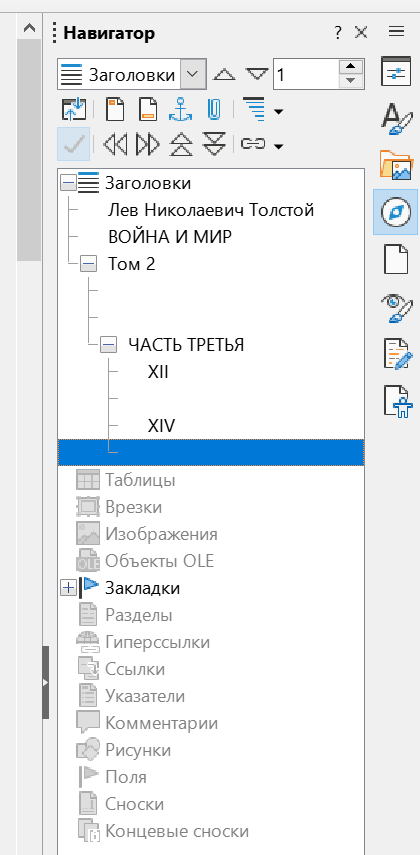 Навигатор ?
Заголовки 1
Заголовки
Лев Николаевич Толстой
ВОЙНА И МИР
Том 2
ЧАСТЬ ТРЕТЬЯ
XII
XIV
Таблицы
Врезки
Изображения
Объекты OLE
Закладки
Разделы
Гиперссылки
Ссылки
Указатели
Комментарии
Рисунки
Поля
Сноски
Концевые сноски